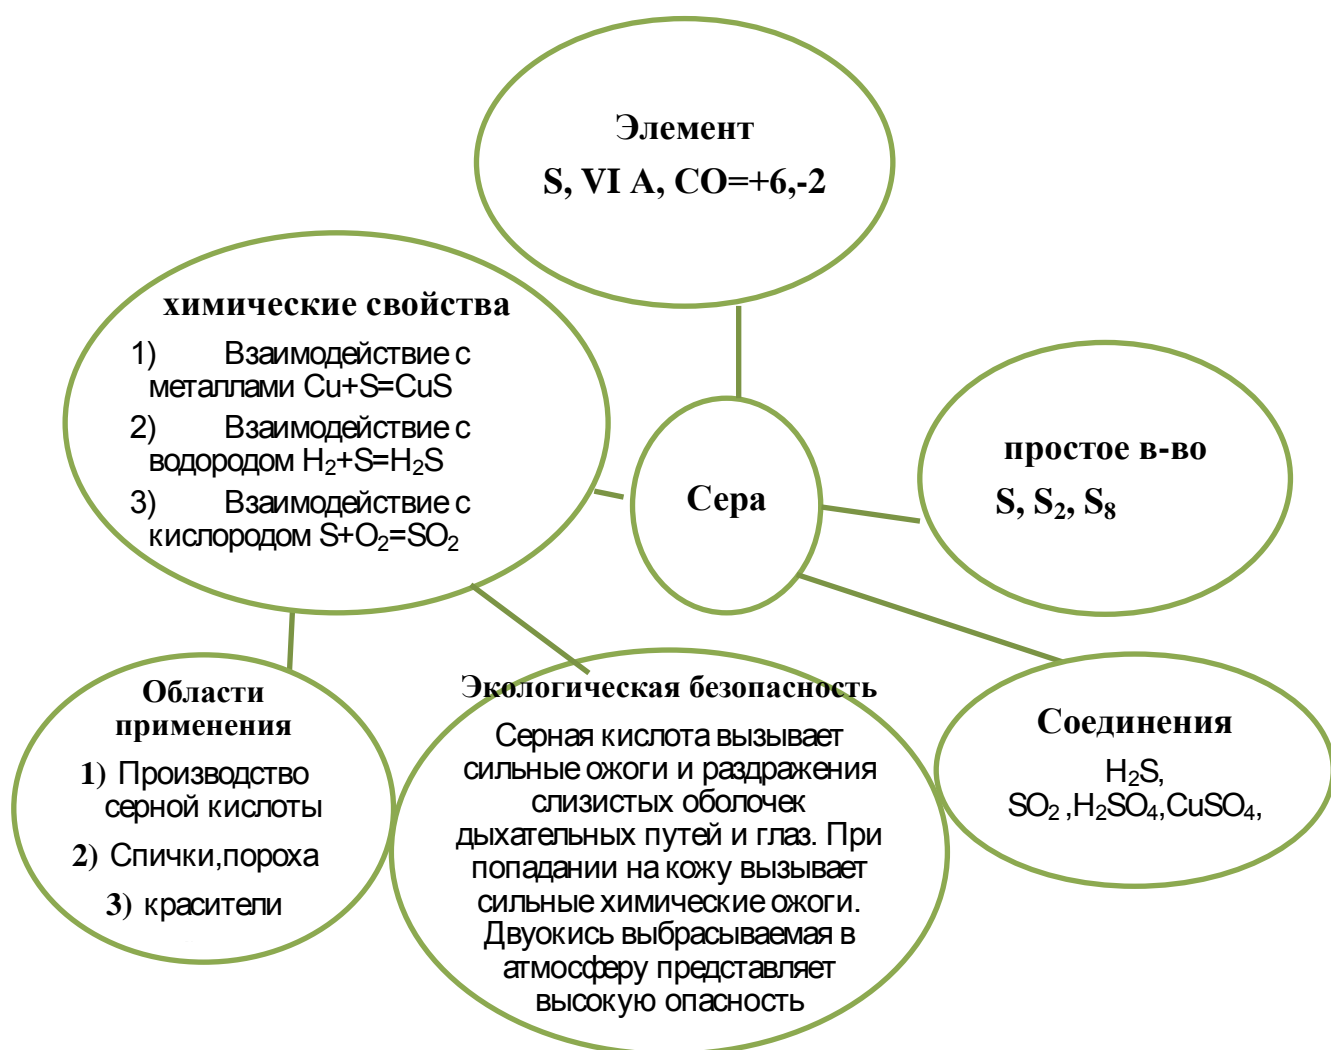 Элемент
S, VI A, CO=+6,-2
химические свойства
1) Взаимодействие с
металлами Cu+S=CuS
2) Взаимодействие с
водородом H₂+S=H₂S
3) Взаимодействие с
кислородом S+O₂=SO₂
Сера
простое в-во
S, S₂, S₈
Области
применения
1) Производство
серной кислоты
2) Спички,пороха
3) красители
Экологическая безопасность
Серная кислота вызывает
сильные ожоги и раздражения
слизистых оболочек
дыхательных путей и глаз. При
попадании на кожу вызывает
сильные химические ожоги.
Двуокись выбрасываемая в
атмосферу представляет
высокую опасность
Соединения
H₂S,
SO₂ ,H₂SO₄,CuSO₄,